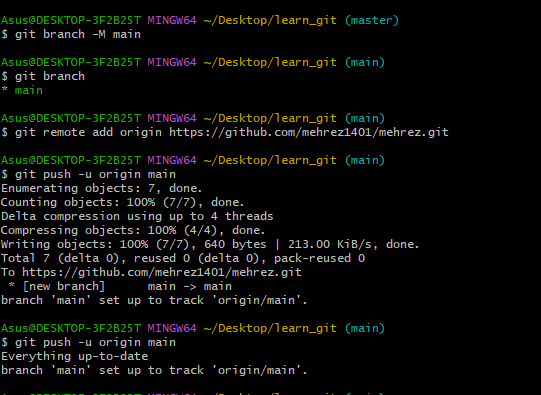 Asus@DESKTOP-3F2B25T MINGW64 ~/Desktop/learn_git (master)
$ git branch -M main
Asus@DESKTOP-3F2B25T MINGW64 ~/Desktop/learn_git (main)
$ git branch
* main
Asus@DESKTOP-3F2B25T MINGW64 ~/Desktop/learn_git (main)
$ git remote add origin https://github.com/mehrez1401/mehrez.git
Asus@DESKTOP-3F2B25T MINGW64 ~/Desktop/learn_git (main)
$ git push -u origin main
Enumerating objects: 7, done.
Counting objects: 100% (7/7), done.
Delta compression using up to 4 threads
Compressing objects: 100% (4/4), done.
Writing objects: 100% (7/7), 640 bytes | 213.00 KiB/s, done.
Total 7 (delta 0), reused 0 (delta 0), pack-reused 0
To https://github.com/mehrez1401/mehrez.git
 * [new branch]      main -> main
branch 'main' set up to track 'origin/main'.
Asus@DESKTOP-3F2B25T MINGW64 ~/Desktop/learn_git (main)
$ git push -u origin main
Everything up-to-date
branch 'main' set up to track 'origin/main'.
Asus@DESKTOP-3F2B25T MINGW64 ~/Desktop/learn_git (main)